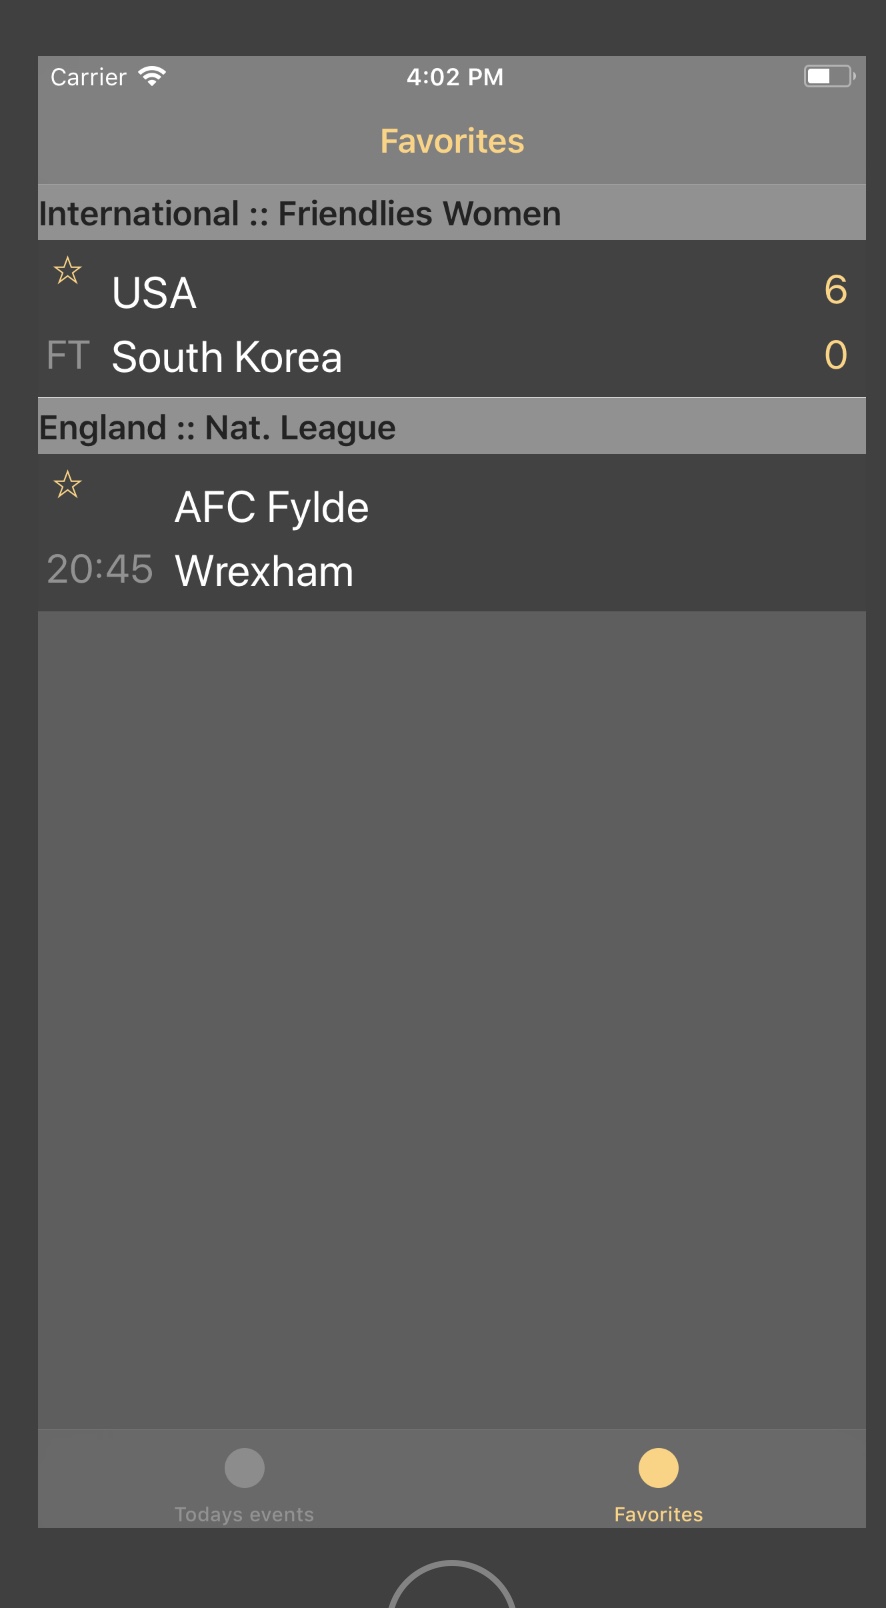 Carrier 4:02 PM
Favorites
International :: Friendlies Women
☆ USA 6
FT South Korea 0
England :: Nat. League
☆ AFC Fylde
20:45 Wrexham
Todays events Favorites